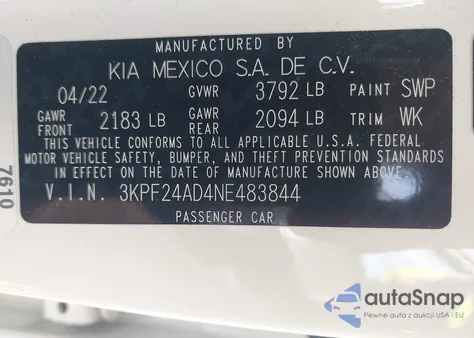 MANUFACTURED BY
KIA MEXICO S.A. DE C.V.
04/22 GVWR 3792 LB PAINT SWP
GAWR FRONT 2183 LB GAWR REAR 2094 LB TRIM WK
THIS VEHICLE CONFORMS TO ALL APPLICABLE U.S.A. FEDERAL
MOTOR VEHICLE SAFETY, BUMPER, AND THEFT PREVENTION STANDARDS
IN EFFECT ON THE DATE OF MANUFACTURE SHOWN ABOVE.
V.I.N. 3KPF24AD4NE483844
PASSENGER CAR
7610
autoSnap
Pewne auta z aukcji USA i EU